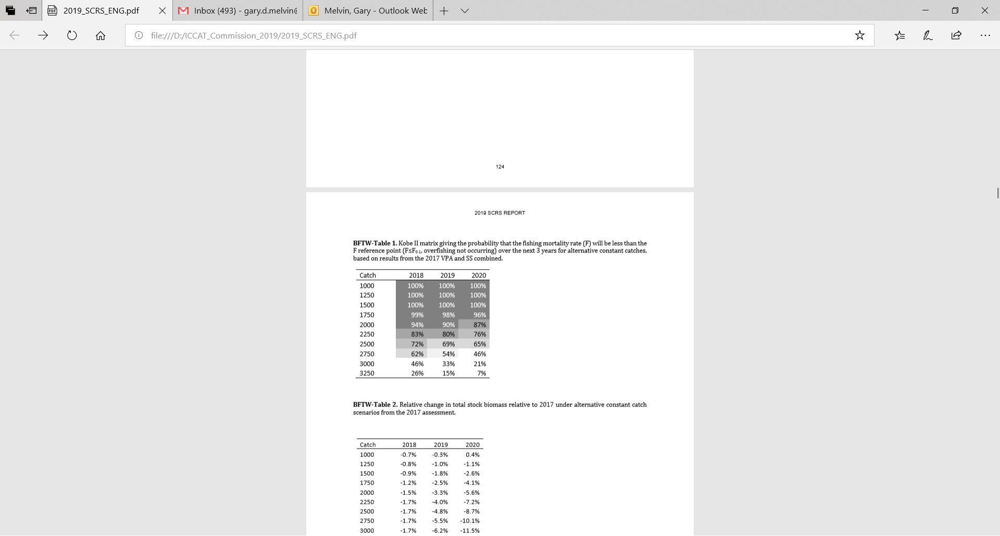 2019_SCRS_ENG.pdf
Inbox (493) - gary.d.melvin
Melvin, Gary - Outlook Web
file:///D:/ICCAT_Commission_2019/2019_SCRS_ENG.pdf
124
2019 SCRS REPORT
BFTW-Table 1. Kobe II matrix giving the probability that the fishing mortality rate (F) will be less than the
F reference point (F≤F0.1, overfishing not occurring) over the next 3 years for alternative constant catches,
based on results from the 2017 VPA and SS combined.
Catch 2018 2019 2020
1000 100% 100% 100%
1250 100% 100% 100%
1500 100% 100% 100%
1750 99% 98% 96%
2000 94% 90% 87%
2250 83% 80% 76%
2500 72% 69% 65%
2750 62% 54% 46%
3000 46% 33% 21%
3250 26% 15% 7%
BFTW-Table 2. Relative change in total stock biomass relative to 2017 under alternative constant catch
scenarios from the 2017 assessment.
Catch 2018 2019 2020
1000 -0.7% -0.3% 0.4%
1250 -0.8% -1.0% -1.1%
1500 -0.9% -1.8% -2.6%
1750 -1.2% -2.5% -4.1%
2000 -1.5% -3.3% -5.6%
2250 -1.7% -4.0% -7.2%
2500 -1.7% -4.8% -8.7%
2750 -1.7% -5.5% -10.1%
3000 -1.7% -6.2% -11.5%